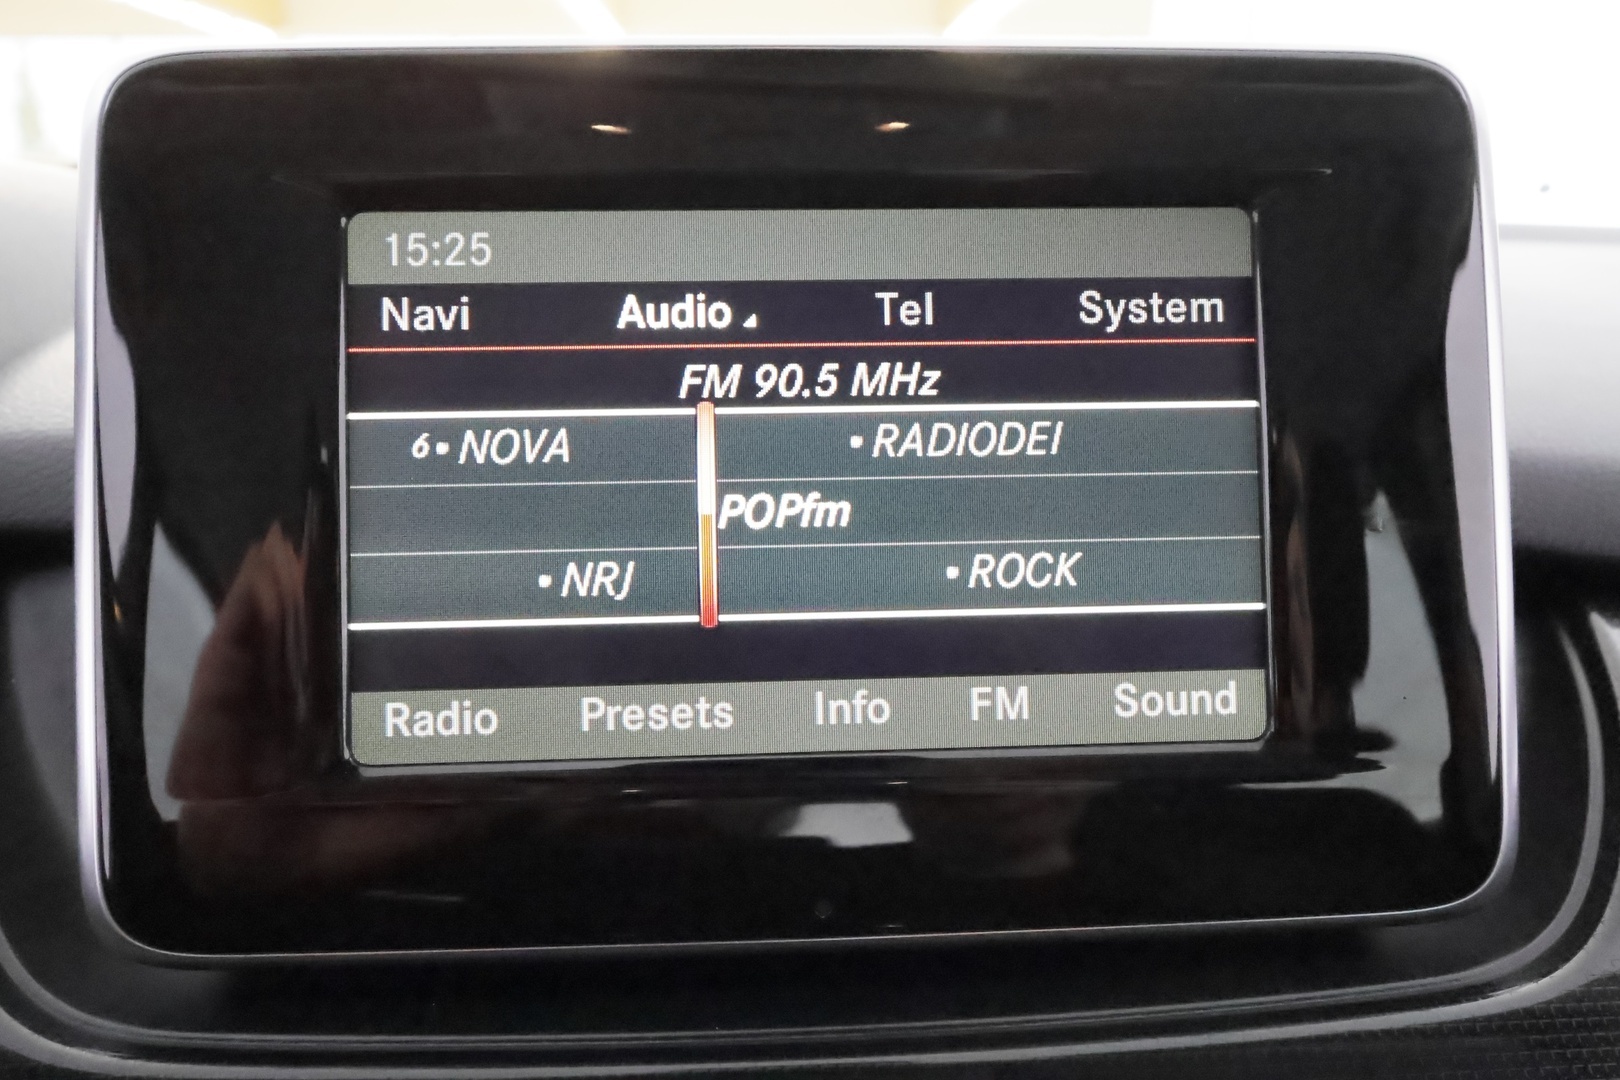 15:25
Navi Audio Tel System
FM 90.5 MHz
6• NOVA • RADIODEI
POPfm
• NRJ • ROCK
Radio Presets Info FM Sound